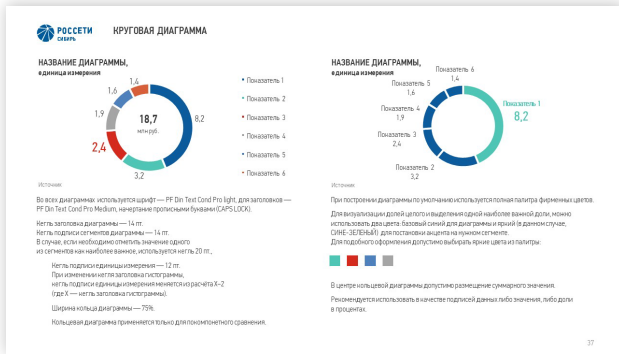 РОССЕТИ
СИБИРЬ
КРУГОВАЯ ДИАГРАММА
НАЗВАНИЕ ДИАГРАММЫ,
единица измерения
1,4
1,6
1,9
2,4
3,2
8,2
18,7
млн руб.
Показатель 1
Показатель 2
Показатель 3
Показатель 4
Показатель 5
Показатель 6
Источник
Во всех диаграммах используется шрифт — PF Din Text Cond Pro light, для заголовков —
PF Din Text Cond Pro Medium, начертание прописными буквами (CAPS LOCK).
Кегль заголовка диаграммы — 14 пт.
Кегль подписи сегментов диаграммы — 14 пт.
В случае, если необходимо отметить значение одного
из сегментов как наиболее важное, используется кегль 20 пт.,
Кегль подписи единицы измерения — 12 пт.
При изменении кегля заголовка гистограммы,
кегль подписи единицы измерения меняется из расчёта X–2
(где X — кегль заголовка гистограммы).
Ширина кольца диаграммы — 75%.
Кольцевая диаграмма применяется только для покомпонентного сравнения.
НАЗВАНИЕ ДИАГРАММЫ,
единица измерения
Показатель 6
1,4
Показатель 5
1,6
Показатель 4
1,9
Показатель 3
2,4
Показатель 2
3,2
Показатель 1
8,2
Источник
При построении диаграммы по умолчанию используется полная палитра фирменных цветов.
Для визуализации долей целого и выделения одной наиболее важной доли, можно
использовать два цвета: базовый синий для диаграммы и яркий (в данном случае,
СИНЕ-ЗЕЛЕНЫЙ) для постановки акцента на нужном сегменте.
Для подобного оформления допустимо выбирать яркие цвета из палитры:
В центре кольцевой диаграммы допустимо размещение суммарного значения.
Рекомендуется использовать в качестве подписей данных либо значения, либо доли
в процентах.
37